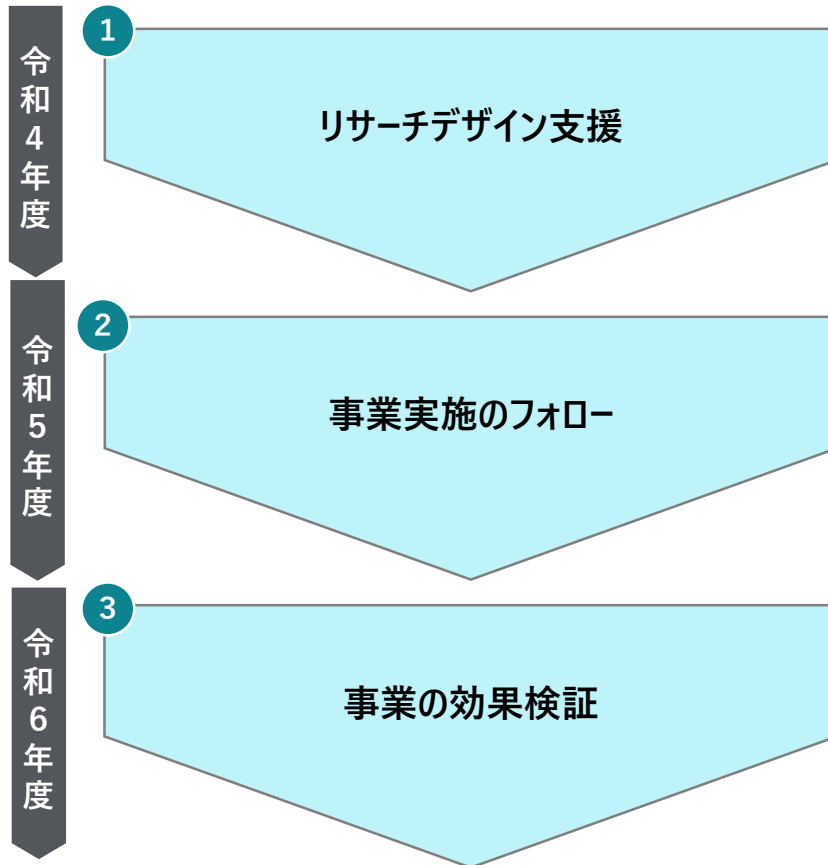 令和4年度
1
リサーチデザイン支援
令和5年度
2
事業実施のフォロー
令和6年度
3
事業の効果検証